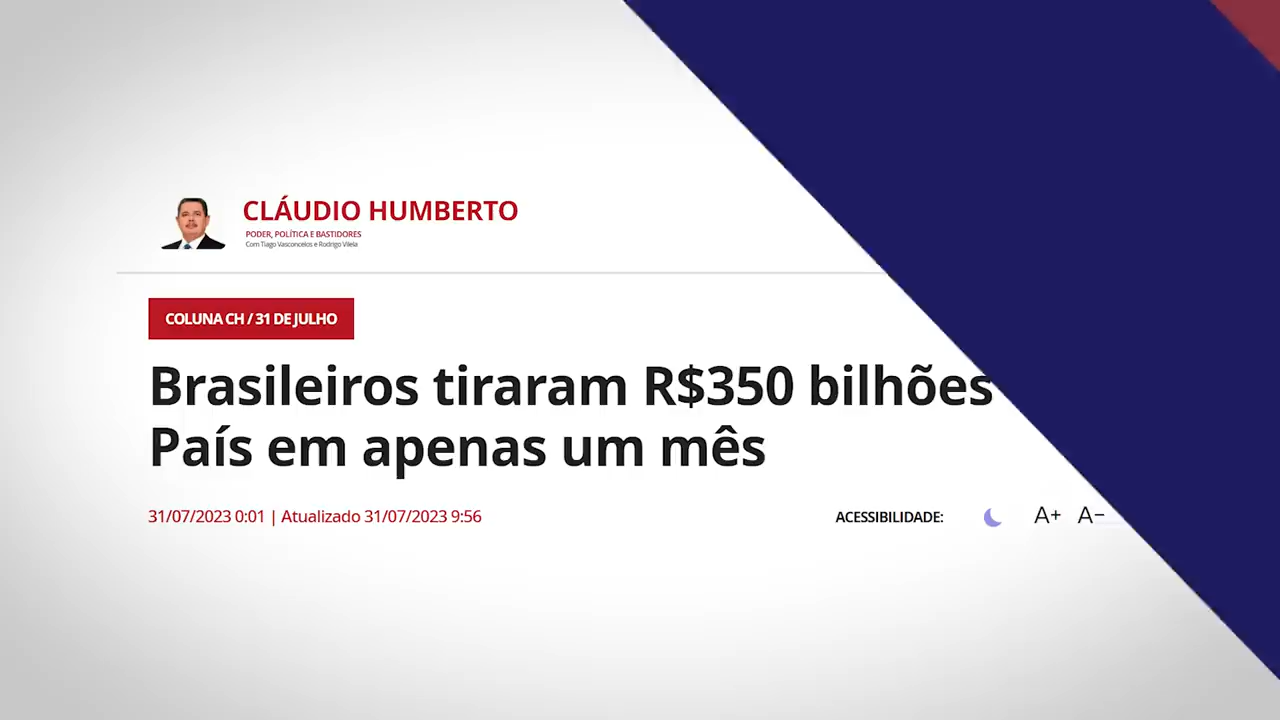 CLÁUDIO HUMBERTO
PODER, POLÍTICA E BASTIDORES
Com Tiago Vasconcelos e Rodrigo Vilela
COLUNA CH / 31 DE JULHO
Brasileiros tiraram R$350 bilhões
País em apenas um mês
31/07/2023 0:01 | Atualizado 31/07/2023 9:56
ACESSIBILIDADE:
A+ A−